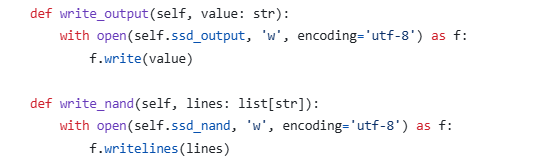 def write_output(self, value: str):
    with open(self.ssd_output, 'w', encoding='utf-8') as f:
        f.write(value)

def write_nand(self, lines: list[str]):
    with open(self.ssd_nand, 'w', encoding='utf-8') as f:
        f.writelines(lines)